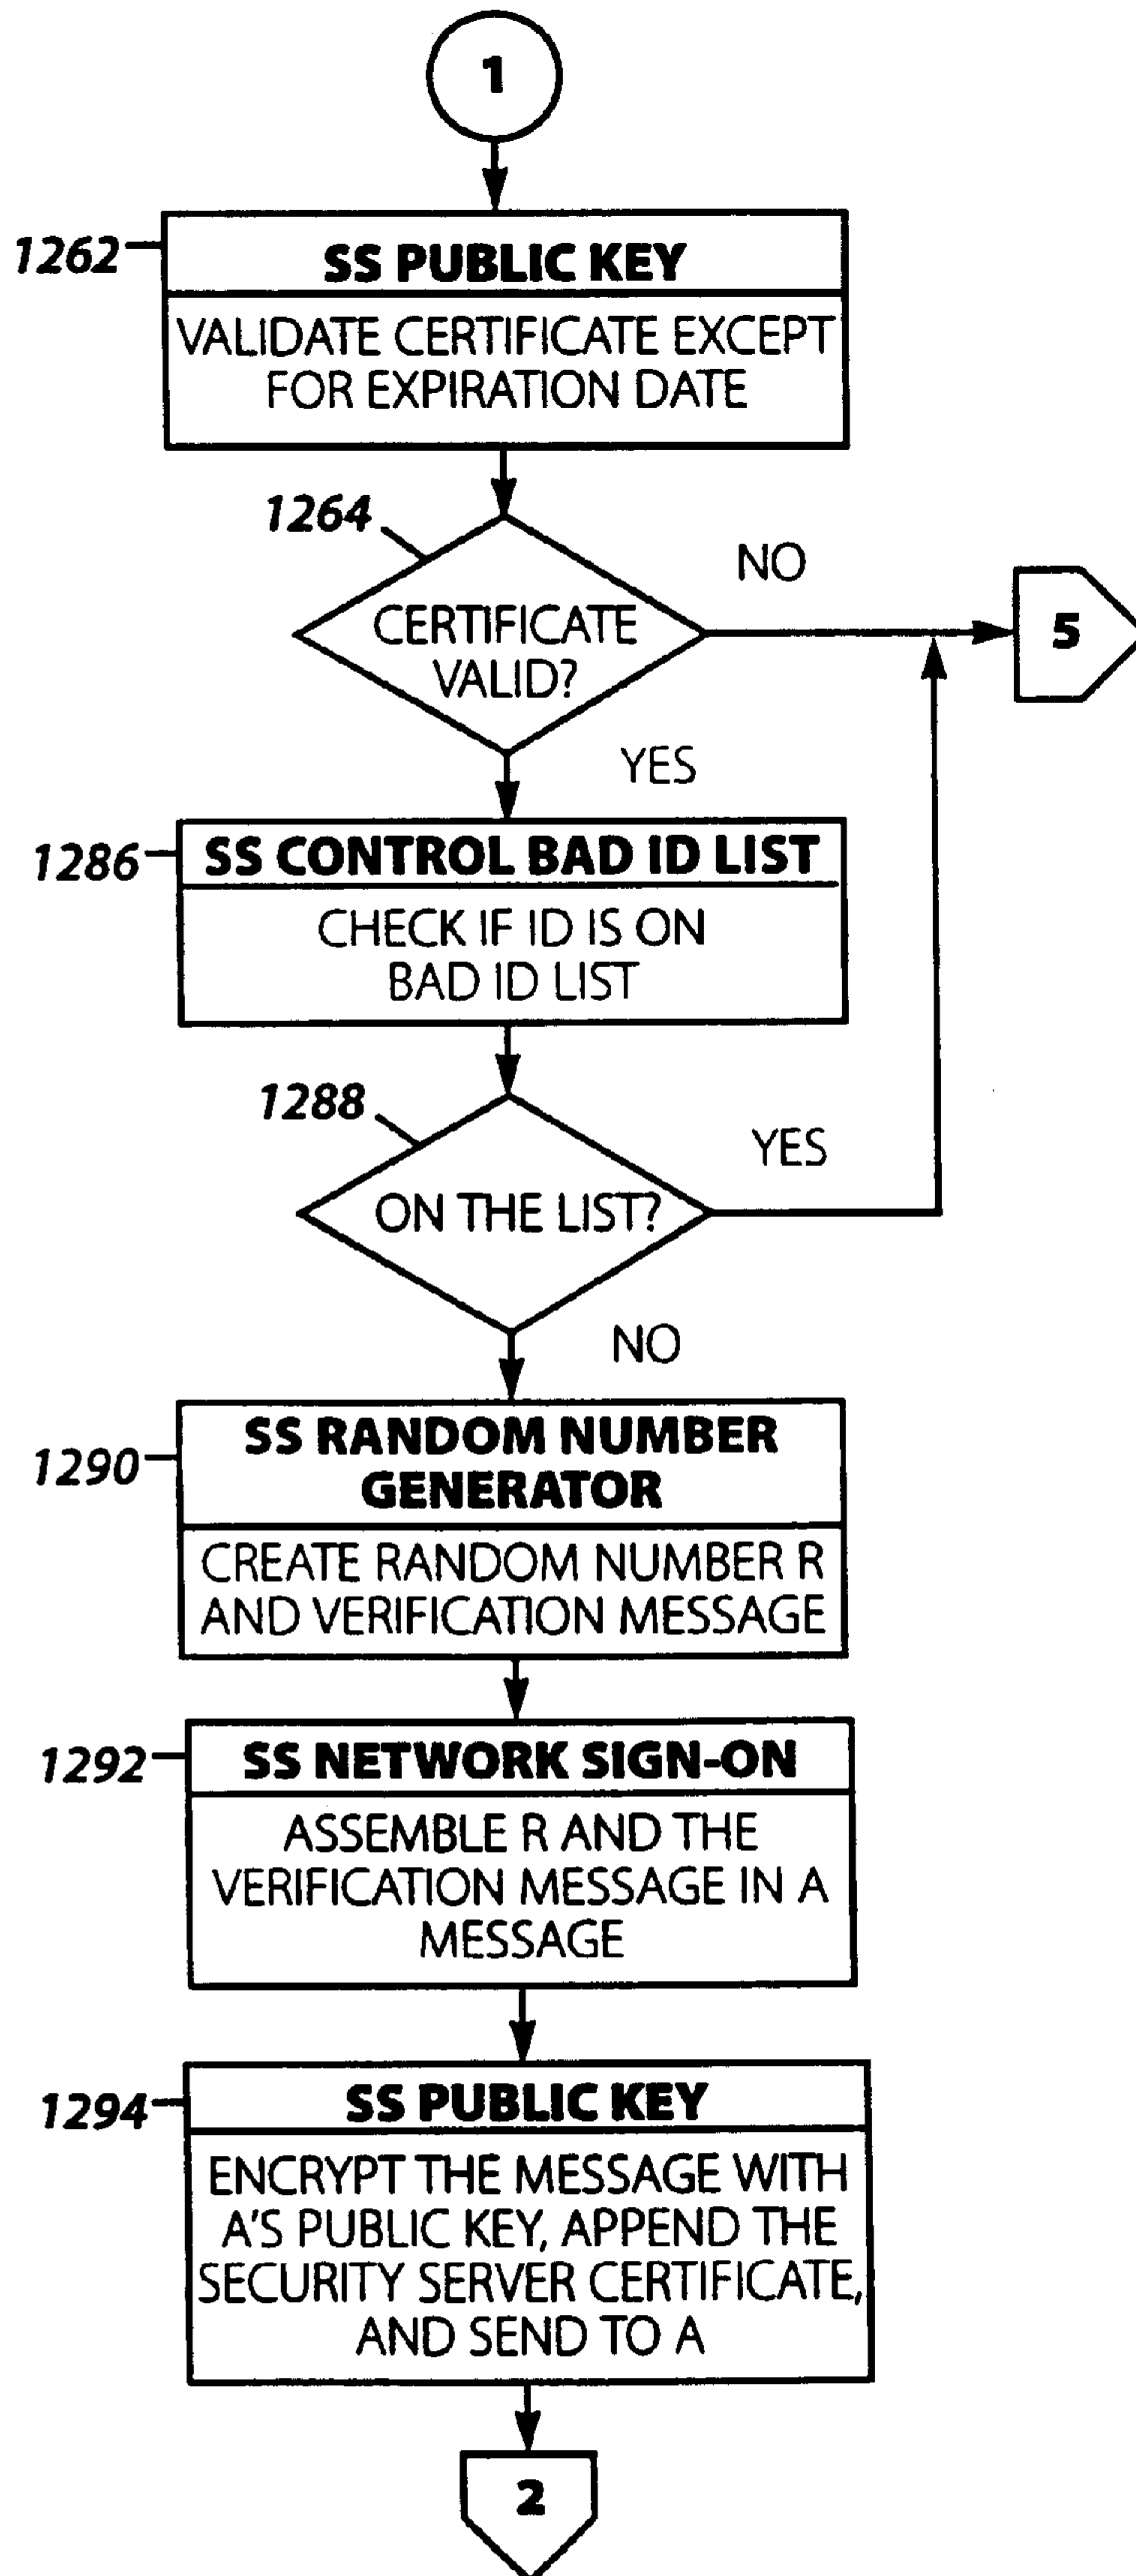 1
1262
SS PUBLIC KEY
VALIDATE CERTIFICATE EXCEPT
FOR EXPIRATION DATE
1264
NO
CERTIFICATE
VALID?
5
YES
1286
SS CONTROL BAD ID LIST
CHECK IF ID IS ON
BAD ID LIST
1288
YES
ON THE LIST?
NO
1290
SS RANDOM NUMBER
GENERATOR
CREATE RANDOM NUMBER R
AND VERIFICATION MESSAGE
1292
SS NETWORK SIGN-ON
ASSEMBLE R AND THE
VERIFICATION MESSAGE IN A
MESSAGE
1294
SS PUBLIC KEY
ENCRYPT THE MESSAGE WITH
A'S PUBLIC KEY, APPEND THE
SECURITY SERVER CERTIFICATE,
AND SEND TO A
2